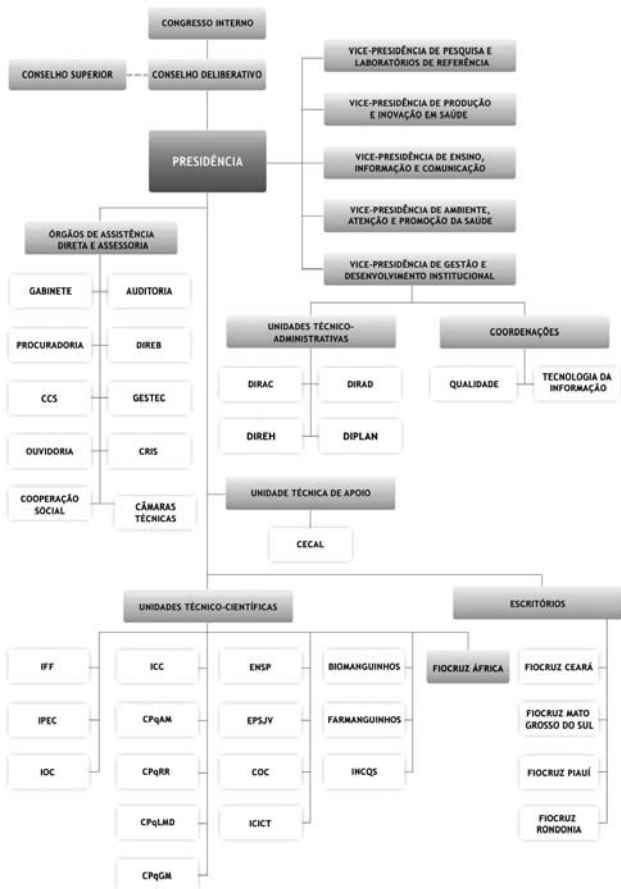 CONGRESSO INTERNO
CONSELHO SUPERIOR
CONSELHO DELIBERATIVO
PRESIDÊNCIA
VICE-PRESIDÊNCIA DE PESQUISA E
LABORATÓRIOS DE REFERÊNCIA
VICE-PRESIDÊNCIA DE PRODUÇÃO
E INOVAÇÃO EM SAÚDE
VICE-PRESIDÊNCIA DE ENSINO,
INFORMAÇÃO E COMUNICAÇÃO
VICE-PRESIDÊNCIA DE AMBIENTE,
ATENÇÃO E PROMOÇÃO DA SAÚDE
VICE-PRESIDÊNCIA DE GESTÃO E
DESENVOLVIMENTO INSTITUCIONAL
ÓRGÃOS DE ASSISTÊNCIA
DIRETA E ASSESSORIA
GABINETE
AUDITORIA
PROCURADORIA
DIREB
CCS
GESTEC
OUVIDORIA
CRIS
COOPERAÇÃO
SOCIAL
CÂMARAS
TÉCNICAS
UNIDADES TÉCNICO-
ADMINISTRATIVAS
DIRAC
DIRAD
DIREH
DIPLAN
COORDENAÇÕES
QUALIDADE
TECNOLOGIA DA
INFORMAÇÃO
UNIDADE TÉCNICA DE APOIO
CECAL
UNIDADES TÉCNICO-CIENTÍFICAS
IFF
IPEC
IOC
ICC
CPqAM
CPqRR
CPqLMD
CPqGM
ENSP
EPSJV
COC
ICICT
BIOMANGUINHOS
FARMANGUINHOS
INCQS
FIOCRUZ ÁFRICA
ESCRITÓRIOS
FIOCRUZ CEARÁ
FIOCRUZ MATO
GROSSO DO SUL
FIOCRUZ PIAUÍ
FIOCRUZ
RONDONIA